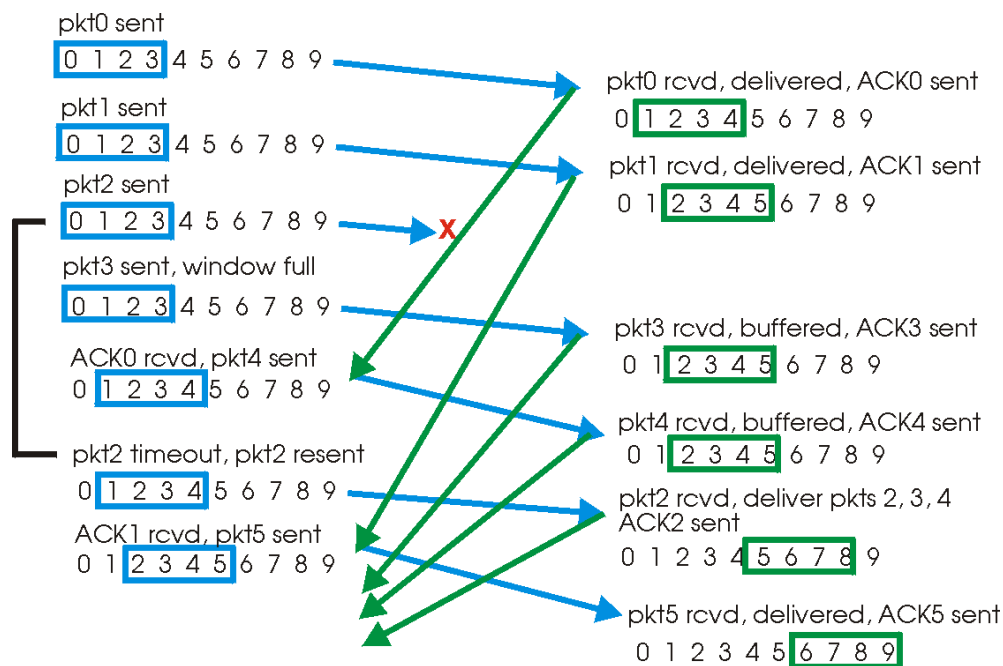 pkt0 sent
0 1 2 3 4 5 6 7 8 9
pkt1 sent
0 1 2 3 4 5 6 7 8 9
pkt2 sent
0 1 2 3 4 5 6 7 8 9
X
pkt3 sent, window full
0 1 2 3 4 5 6 7 8 9
ACK0 rcvd, pkt4 sent
0 1 2 3 4 5 6 7 8 9
pkt2 timeout, pkt2 resent
0 1 2 3 4 5 6 7 8 9
ACK1 rcvd, pkt5 sent
0 1 2 3 4 5 6 7 8 9
pkt0 rcvd, delivered, ACK0 sent
0 1 2 3 4 5 6 7 8 9
pkt1 rcvd, delivered, ACK1 sent
0 1 2 3 4 5 6 7 8 9
pkt3 rcvd, buffered, ACK3 sent
0 1 2 3 4 5 6 7 8 9
pkt4 rcvd, buffered, ACK4 sent
0 1 2 3 4 5 6 7 8 9
pkt2 rcvd, deliver pkts 2, 3, 4
ACK2 sent
0 1 2 3 4 5 6 7 8 9
pkt5 rcvd, delivered, ACK5 sent
0 1 2 3 4 5 6 7 8 9